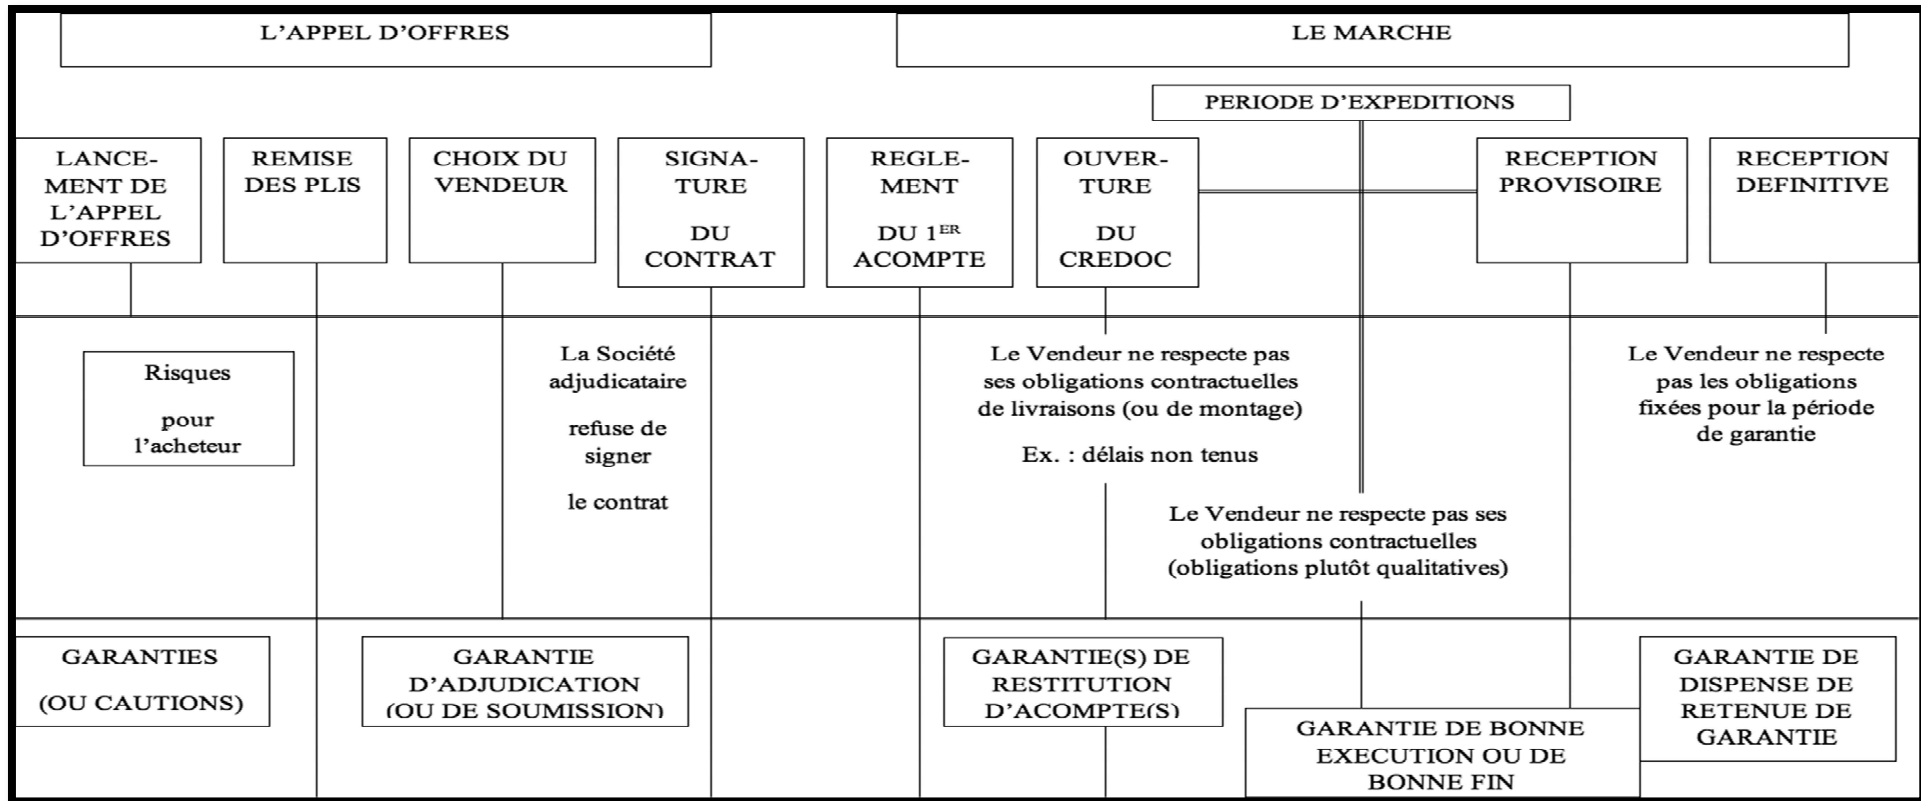 L'APPEL D'OFFRES
LE MARCHE
PERIODE D'EXPEDITIONS
LANCE-
MENT DE
L'APPEL
D'OFFRES
REMISE
DES PLIS
CHOIX DU
VENDEUR
SIGNA-
TURE
DU
CONTRAT
REGLE-
MENT
DU 1ER
ACOMPTE
OUVER-
TURE
DU
CREDOC
RECEPTION
PROVISOIRE
RECEPTION
DEFINITIVE
Risques
pour
l'acheteur
La Société
adjudicataire
refuse de
signer
le contrat
Le Vendeur ne respecte pas
ses obligations contractuelles
de livraisons (ou de montage)
Ex. : délais non tenus
Le Vendeur ne respecte pas ses
obligations contractuelles
(obligations plutôt qualitatives)
Le Vendeur ne respecte
pas les obligations
fixées pour la période
de garantie
GARANTIES
(OU CAUTIONS)
GARANTIE
D'ADJUDICATION
(OU DE SOUMISSION)
GARANTIE(S) DE
RESTITUTION
D'ACOMPTE(S)
GARANTIE DE BONNE
EXECUTION OU DE
BONNE FIN
GARANTIE DE
DISPENSE DE
RETENUE DE
GARANTIE